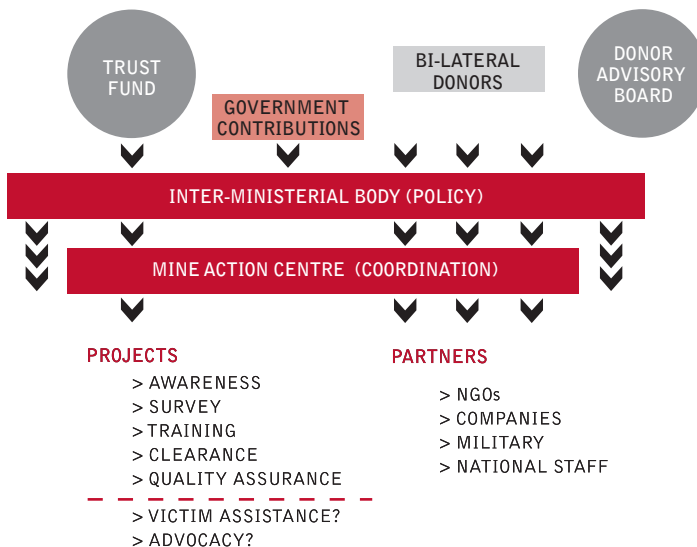 TRUST
FUND
GOVERNMENT
CONTRIBUTIONS
BI-LATERAL
DONORS
DONOR
ADVISORY
BOARD
INTER-MINISTERIAL BODY (POLICY)
MINE ACTION CENTRE (COORDINATION)
PROJECTS
> AWARENESS
> SURVEY
> TRAINING
> CLEARANCE
> QUALITY ASSURANCE
> VICTIM ASSISTANCE?
> ADVOCACY?
PARTNERS
> NGOs
> COMPANIES
> MILITARY
> NATIONAL STAFF